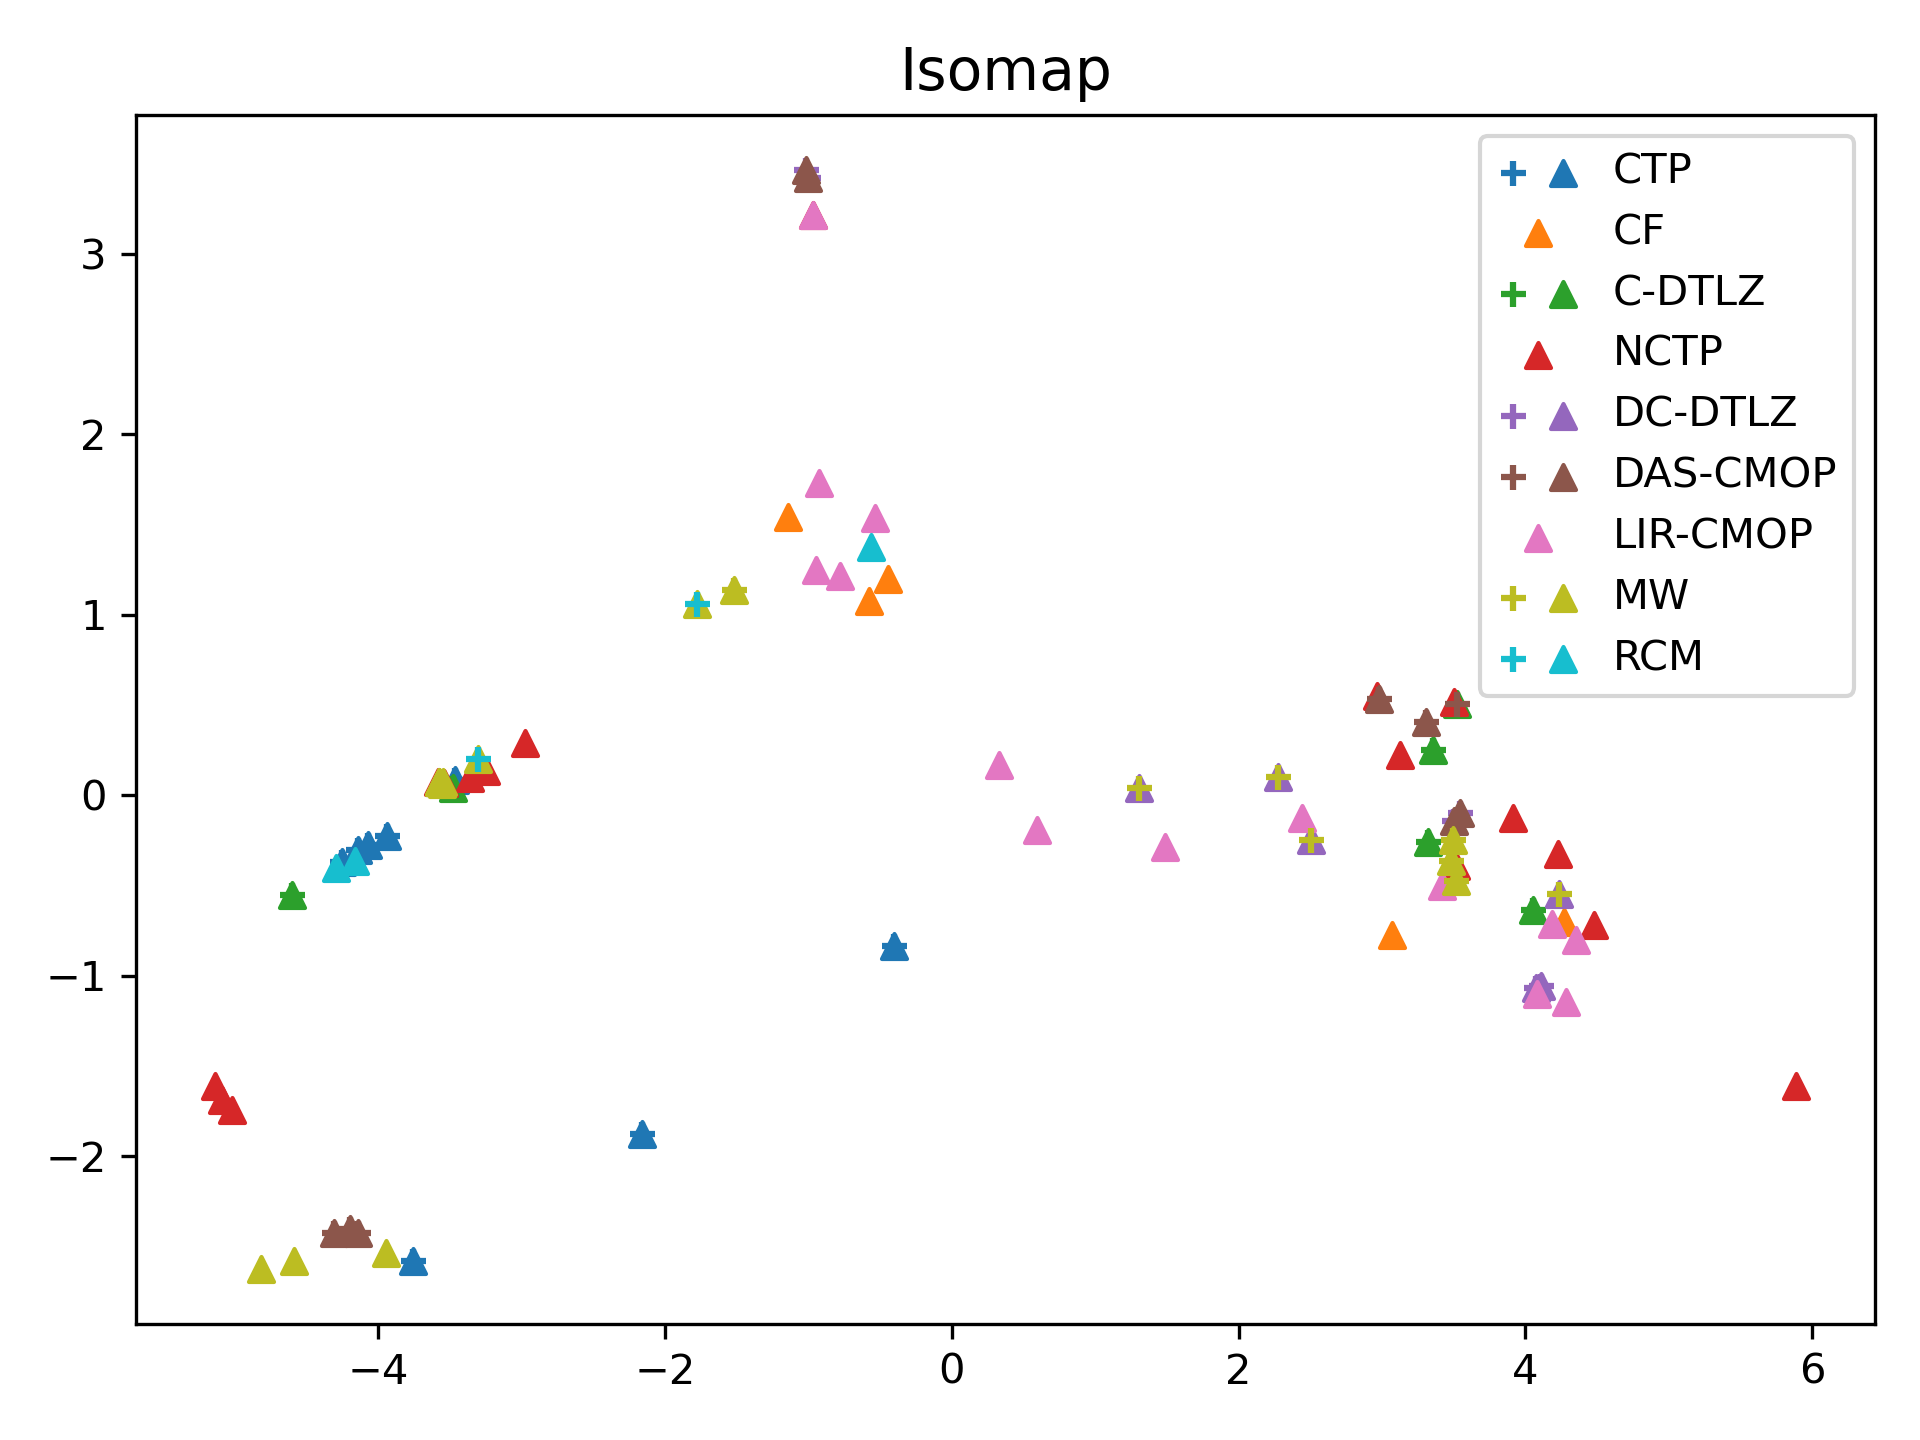 Isomap
CTP
CF
C-DTLZ
NCTP
DC-DTLZ
DAS-CMOP
LIR-CMOP
MW
RCM
3
2
1
0
−1
−2
−4 −2 0 2 4 6